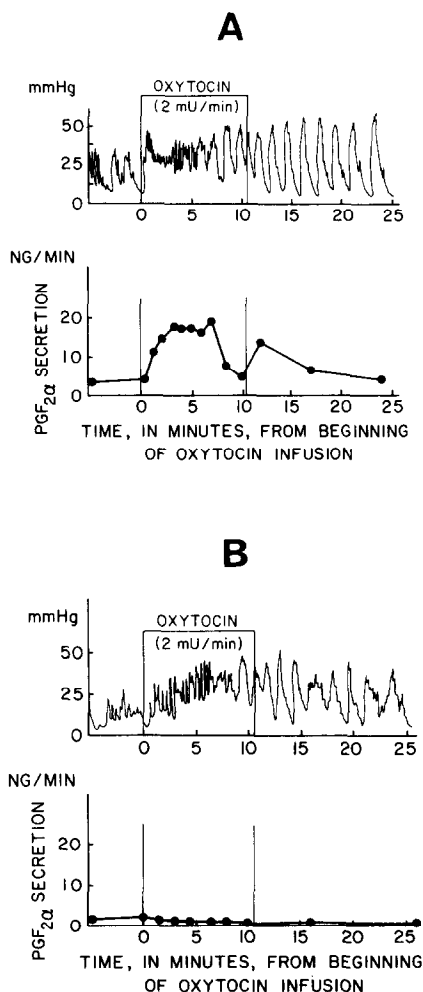 A
OXYTOCIN
mmHg
(2 mU/min)
50
25
0
0 5 10 15 20 25
NG/MIN
20
10
0
PGF2α SECRETION
0 5 10 15 20 25
TIME, IN MINUTES, FROM BEGINNING
OF OXYTOCIN INFUSION
B
OXYTOCIN
mmHg
(2 mU/min)
50
25
0
0 5 10 15 20 25
NG/MIN
20
10
0
PGF2α SECRETION
0 5 10 15 20 25
TIME, IN MINUTES, FROM BEGINNING
OF OXYTOCIN INFUSION